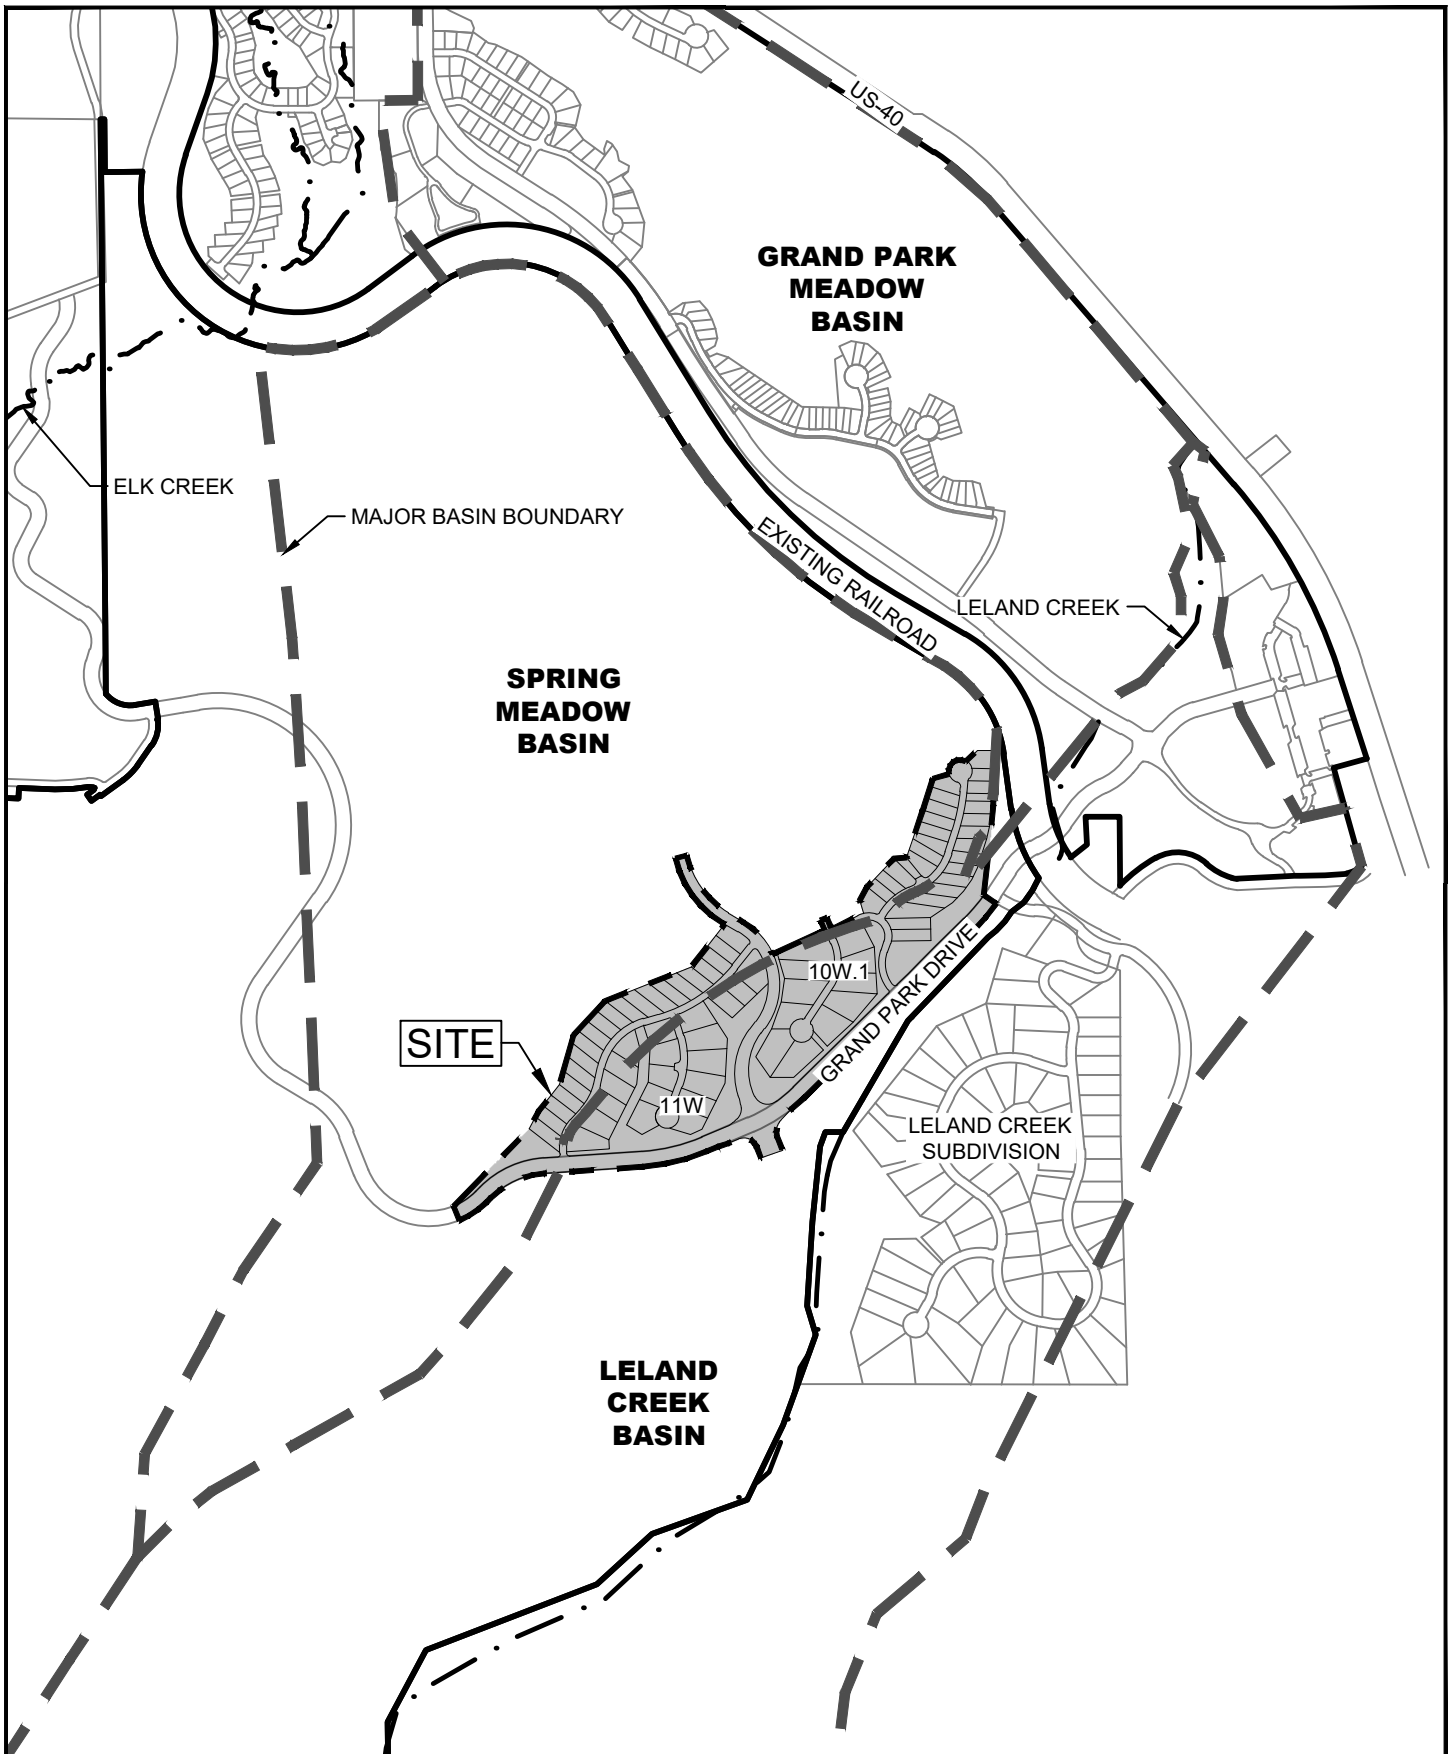 US-40
GRAND PARK
MEADOW
BASIN
ELK CREEK
MAJOR BASIN BOUNDARY
EXISTING RAILROAD
LELAND CREEK
SPRING
MEADOW
BASIN
10W.1
GRAND PARK DRIVE
SITE
11W
LELAND CREEK
SUBDIVISION
LELAND
CREEK
BASIN